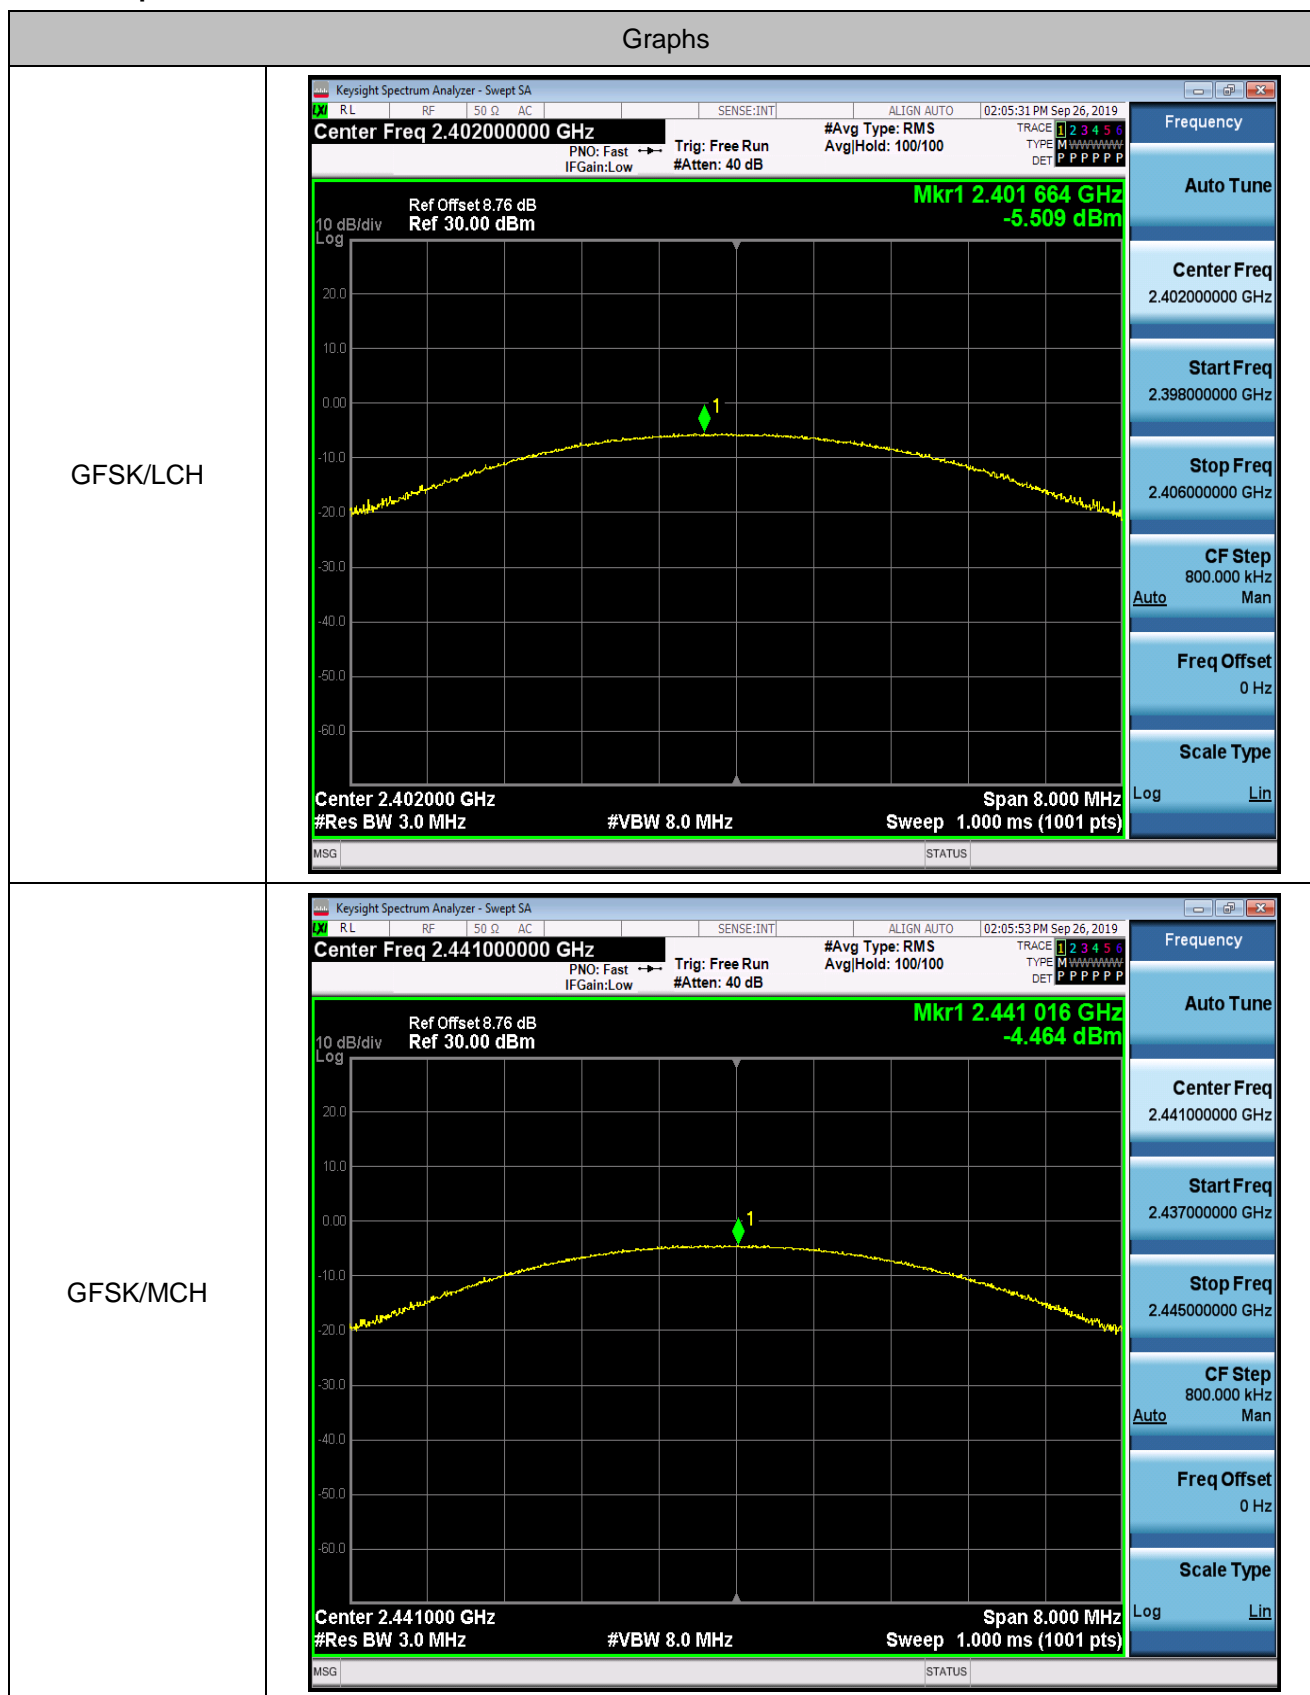 Graphs
GFSK/LCH
Keysight Spectrum Analyzer - Swept SA
LXI RL RF 50 Ω AC SENSE:INT ALIGN AUTO 02:05:31 PM Sep 26, 2019
Center Freq 2.402000000 GHz
PNO: Fast
IFGain:Low
Trig: Free Run
#Atten: 40 dB
#Avg Type: RMS
Avg|Hold: 100/100
TRACE 1 2 3 4 5 6
TYPE M WWWWW
DET P P P P P P
Mkr1 2.401 664 GHz
-5.509 dBm
Ref Offset 8.76 dB
10 dB/div Ref 30.00 dBm
Log
20.0
10.0
0.00
-10.0
-20.0
-30.0
-40.0
-50.0
-60.0
1
Center 2.402000 GHz Span 8.000 MHz
#Res BW 3.0 MHz #VBW 8.0 MHz Sweep 1.000 ms (1001 pts)
MSG STATUS
Frequency
Auto Tune
Center Freq
2.402000000 GHz
Start Freq
2.398000000 GHz
Stop Freq
2.406000000 GHz
CF Step
800.000 kHz
Auto Man
Freq Offset
0 Hz
Scale Type
Log Lin
GFSK/MCH
Keysight Spectrum Analyzer - Swept SA
LXI RL RF 50 Ω AC SENSE:INT ALIGN AUTO 02:05:53 PM Sep 26, 2019
Center Freq 2.441000000 GHz
PNO: Fast
IFGain:Low
Trig: Free Run
#Atten: 40 dB
#Avg Type: RMS
Avg|Hold: 100/100
TRACE 1 2 3 4 5 6
TYPE M WWWWW
DET P P P P P P
Mkr1 2.441 016 GHz
-4.464 dBm
Ref Offset 8.76 dB
10 dB/div Ref 30.00 dBm
Log
20.0
10.0
0.00
-10.0
-20.0
-30.0
-40.0
-50.0
-60.0
1
Center 2.441000 GHz Span 8.000 MHz
#Res BW 3.0 MHz #VBW 8.0 MHz Sweep 1.000 ms (1001 pts)
MSG STATUS
Frequency
Auto Tune
Center Freq
2.441000000 GHz
Start Freq
2.437000000 GHz
Stop Freq
2.445000000 GHz
CF Step
800.000 kHz
Auto Man
Freq Offset
0 Hz
Scale Type
Log Lin